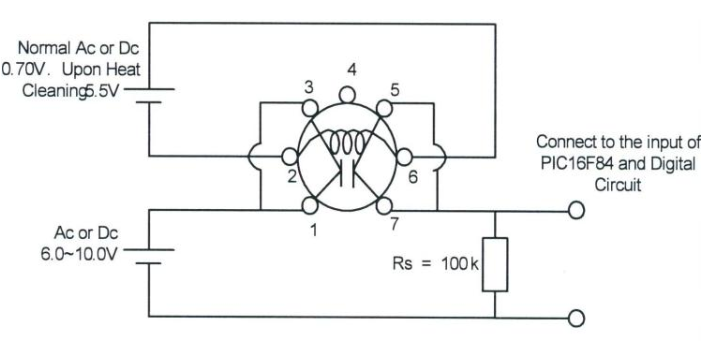 Normal Ac or Dc
0.70V. Upon Heat
Cleaning5.5V
3
4
5
2
6
1
7
Connect to the input of
PIC16F84 and Digital
Circuit
Ac or Dc
6.0~10.0V
Rs = 100k